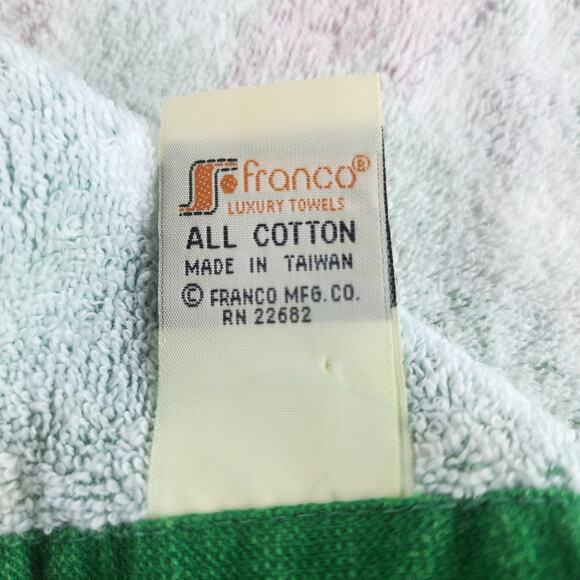 franco®
LUXURY TOWELS
ALL COTTON
MADE IN TAIWAN
© FRANCO MFG. CO.
RN 22682